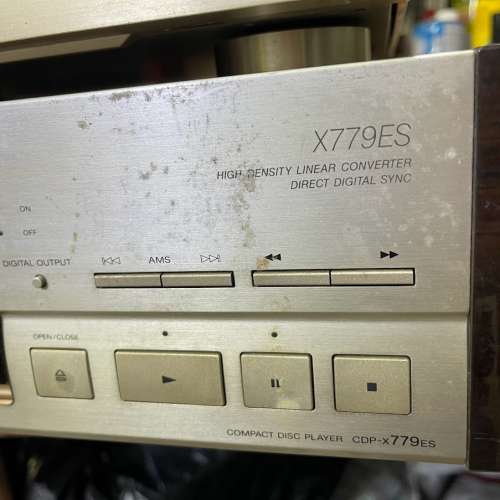 X779ES
HIGH DENSITY LINEAR CONVERTER
DIRECT DIGITAL SYNC
ON
OFF
DIGITAL OUTPUT
AMS
OPEN/CLOSE
COMPACT DISC PLAYER CDP-X779ES